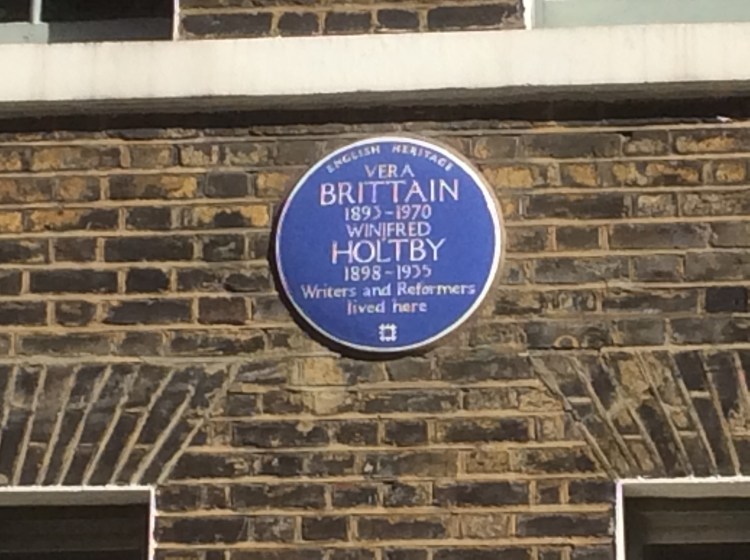 ENGLISH HERITAGE
VERA
BRITTAIN
1893-1970
WINIFRED
HOLTBY
1898-1935
Writers and Reformers
lived here